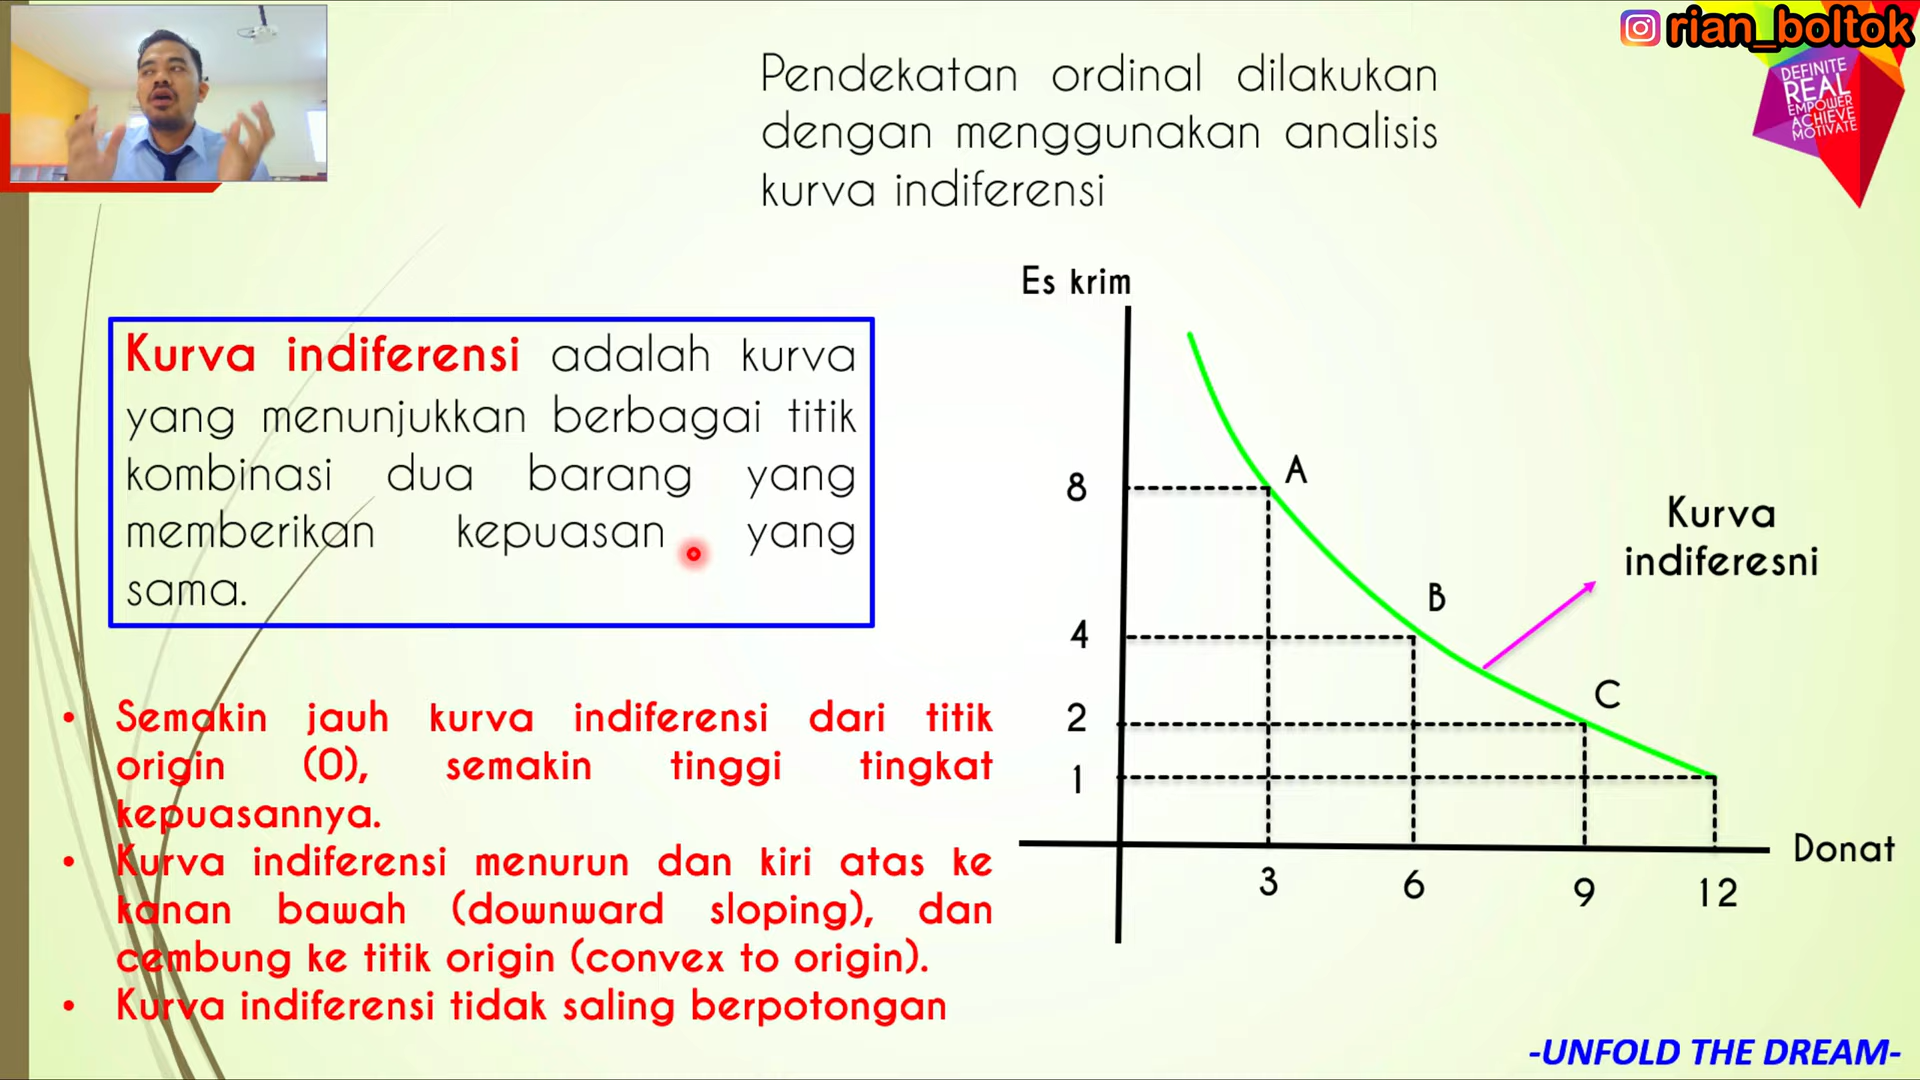 rian_boltok
DEFINITE
REAL
EMPOWER
ACHIEVE
MOTIVATE
Pendekatan ordinal dilakukan
dengan menggunakan analisis
kurva indiferensi
Kurva indiferensi adalah kurva
yang menunjukkan berbagai titik
kombinasi dua barang yang
memberikan kepuasan yang
sama.
• Semakin jauh kurva indiferensi dari titik
origin (0), semakin tinggi tingkat
kepuasannya.
• Kurva indiferensi menurun dan kiri atas ke
kanan bawah (downward sloping), dan
cembung ke titik origin (convex to origin).
• Kurva indiferensi tidak saling berpotongan
Es krim
8
4
2
1
A
B
C
Kurva
indiferesni
Donat
3
6
9
12
-UNFOLD THE DREAM-